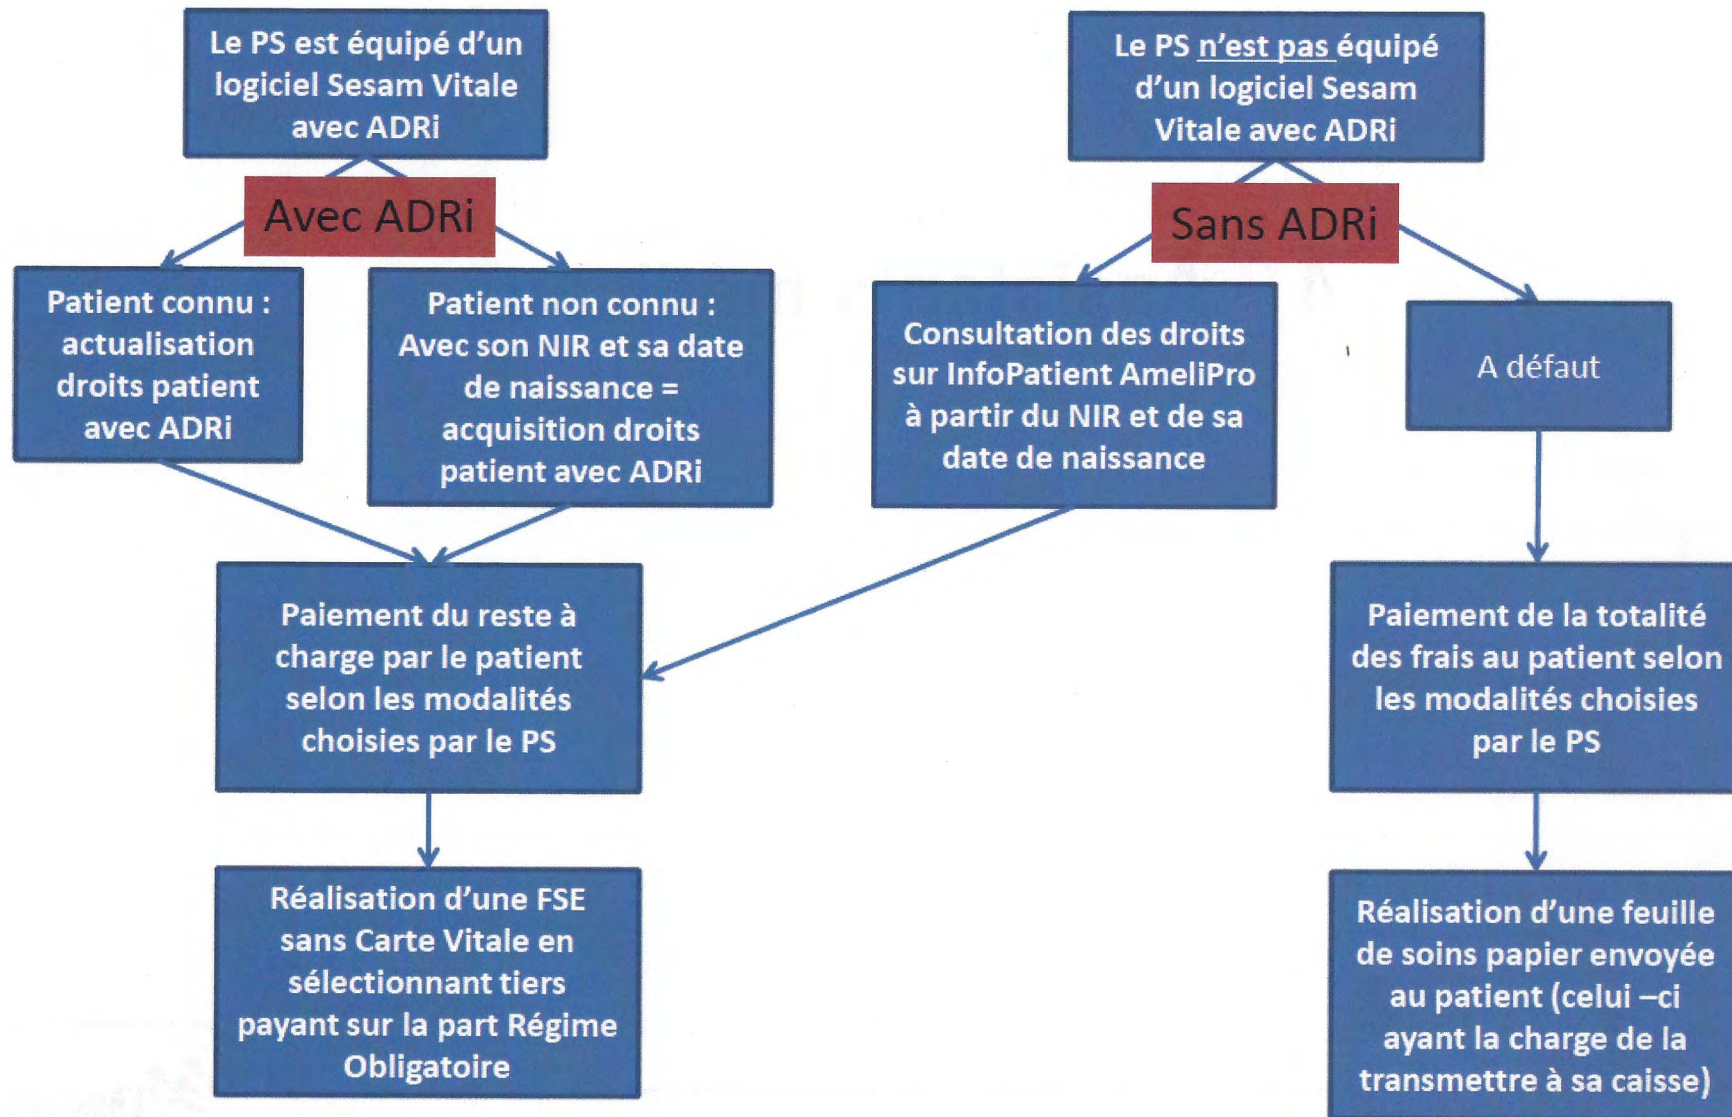 Le PS est équipé d’un
logiciel Sesam Vitale
avec ADRi
Le PS n’est pas équipé
d’un logiciel Sesam
Vitale avec ADRi
Avec ADRi
Sans ADRi
Patient connu :
actualisation
droits patient
avec ADRi
Patient non connu :
Avec son NIR et sa date
de naissance =
acquisition droits
patient avec ADRi
Consultation des droits
sur InfoPatient AmeliPro
à partir du NIR et de sa
date de naissance
A défaut
Paiement du reste à
charge par le patient
selon les modalités
choisies par le PS
Paiement de la totalité
des frais au patient selon
les modalités choisies
par le PS
Réalisation d’une FSE
sans Carte Vitale en
sélectionnant tiers
payant sur la part Régime
Obligatoire
Réalisation d’une feuille
de soins papier envoyée
au patient (celui –ci
ayant la charge de la
transmettre à sa caisse)